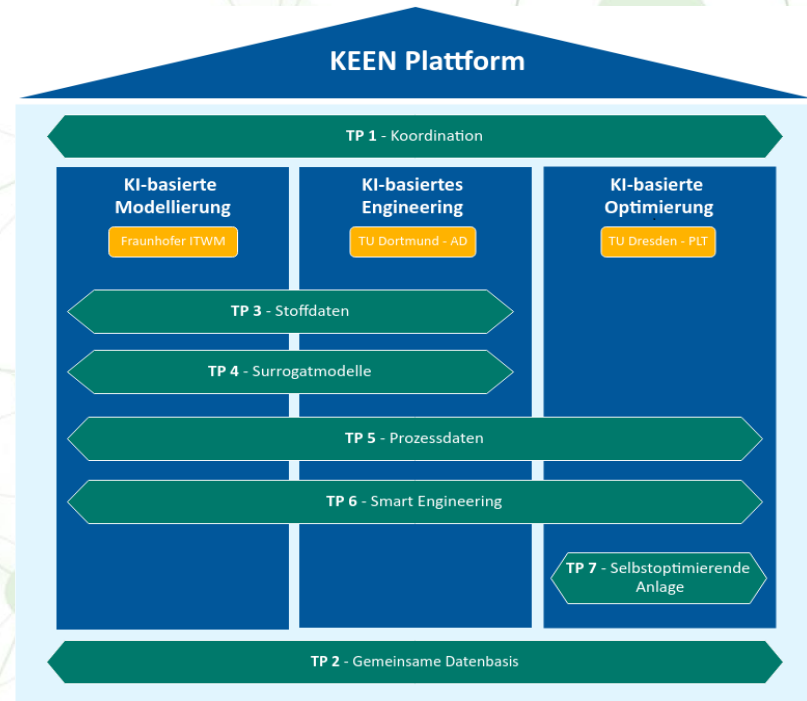 KEEN Plattform
TP 1 - Koordination
KI-basierte
Modellierung
Fraunhofer ITWM
KI-basiertes
Engineering
TU Dortmund - AD
KI-basierte
Optimierung
TU Dresden - PLT
TP 3 - Stoffdaten
TP 4 - Surrogatmodelle
TP 5 - Prozessdaten
TP 6 - Smart Engineering
TP 7 - Selbstoptimierende
Anlage
TP 2 - Gemeinsame Datenbasis